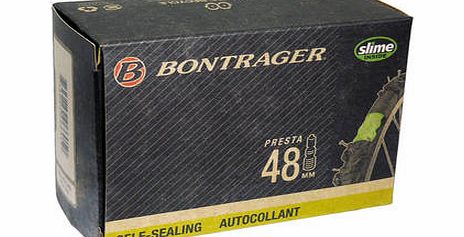 B BONTRAGER
slime
INSIDE
PRESTA
48 MM
SELF-SEALING AUTOCOLLANT